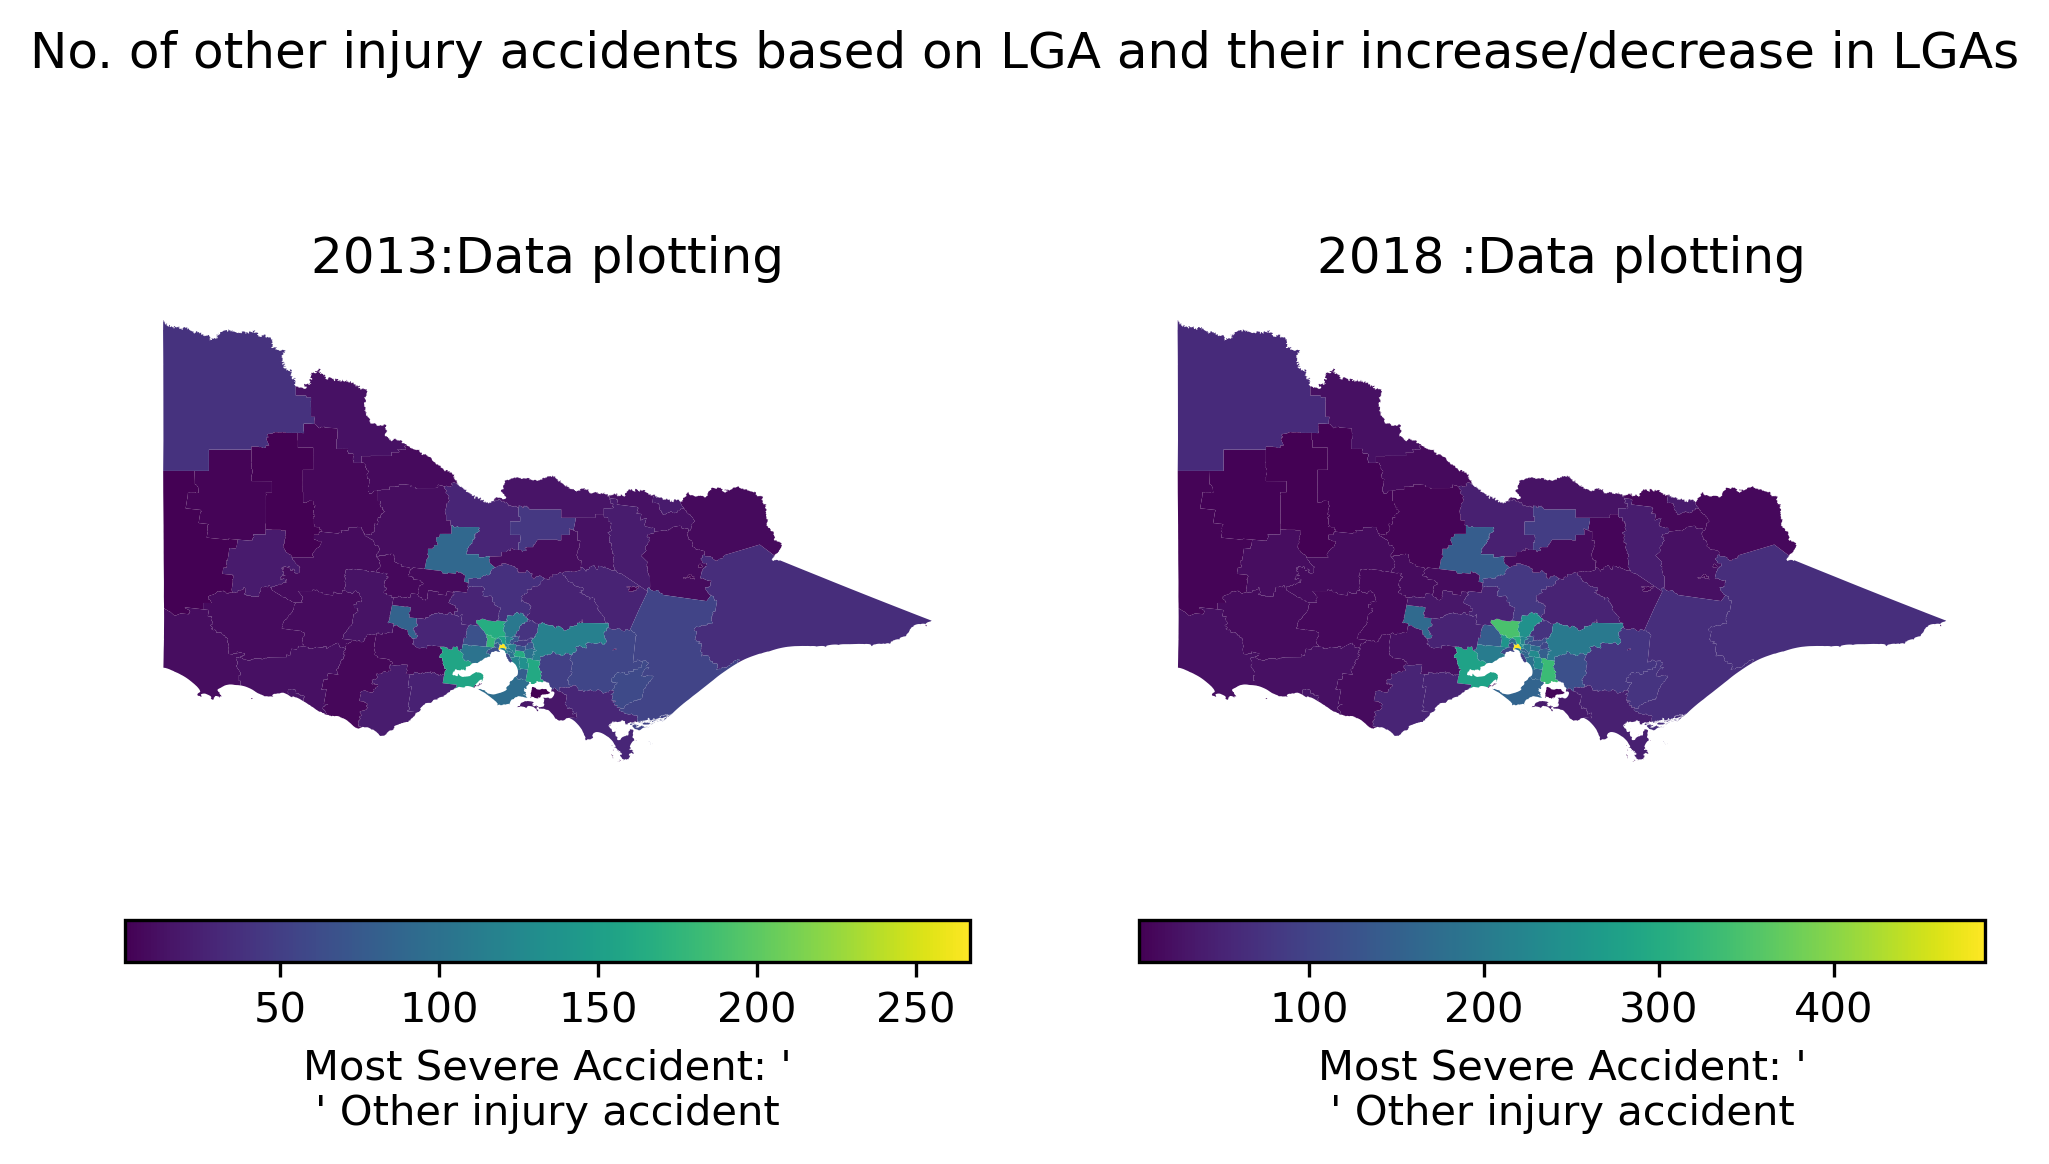 No. of other injury accidents based on LGA and their increase/decrease in LGAs
2013:Data plotting
50 100 150 200 250
Most Severe Accident: '
' Other injury accident
2018 :Data plotting
100 200 300 400
Most Severe Accident: '
' Other injury accident